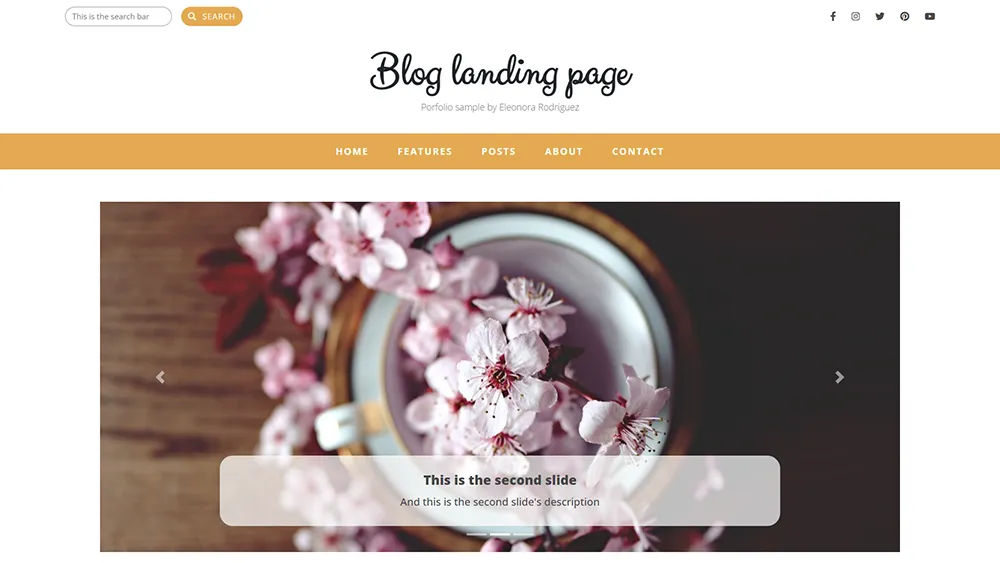 This is the search bar SEARCH
Blog landing page
Porfolio sample by Eleonora Rodriguez
HOME FEATURES POSTS ABOUT CONTACT
This is the second slide
And this is the second slide's description